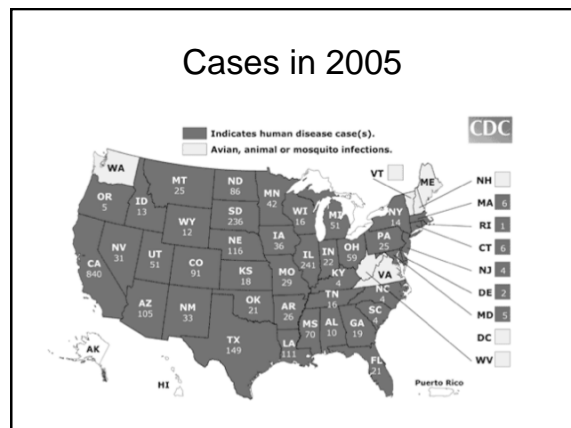 Cases in 2005
Indicates human disease case(s).
Avian, animal or mosquito infections.
CDC
WA
MT
25
ND
86
MN
42
VT
ME
NH
OR
5
ID
13
WY
12
SD
236
WI
16
MI
51
NY
14
MA 6
RI 1
CT 6
NJ 4
DE 2
MD 5
DC
WV
NE
116
IA
36
IL
241
IN
22
OH
59
PA
25
NV
31
UT
51
CO
91
CA
840
KS
18
MO
29
KY
4
VA
NC
4
AZ
105
NM
33
OK
21
AR
26
TN
16
SC
4
MS
70
AL
10
GA
19
TX
149
LA
111
FL
21
AK
HI
Puerto Rico